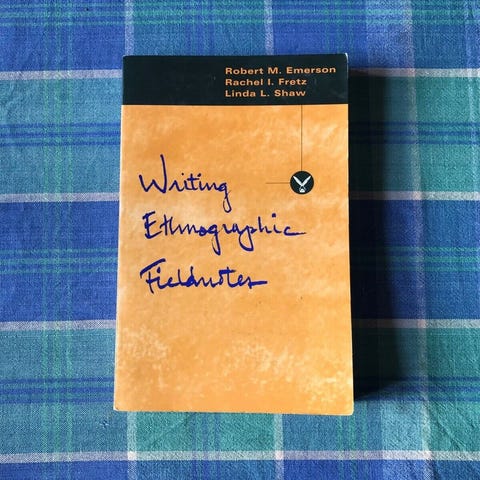 Robert M. Emerson
Rachel I. Fretz
Linda L. Shaw
Writing
Ethnographic
Fieldnotes